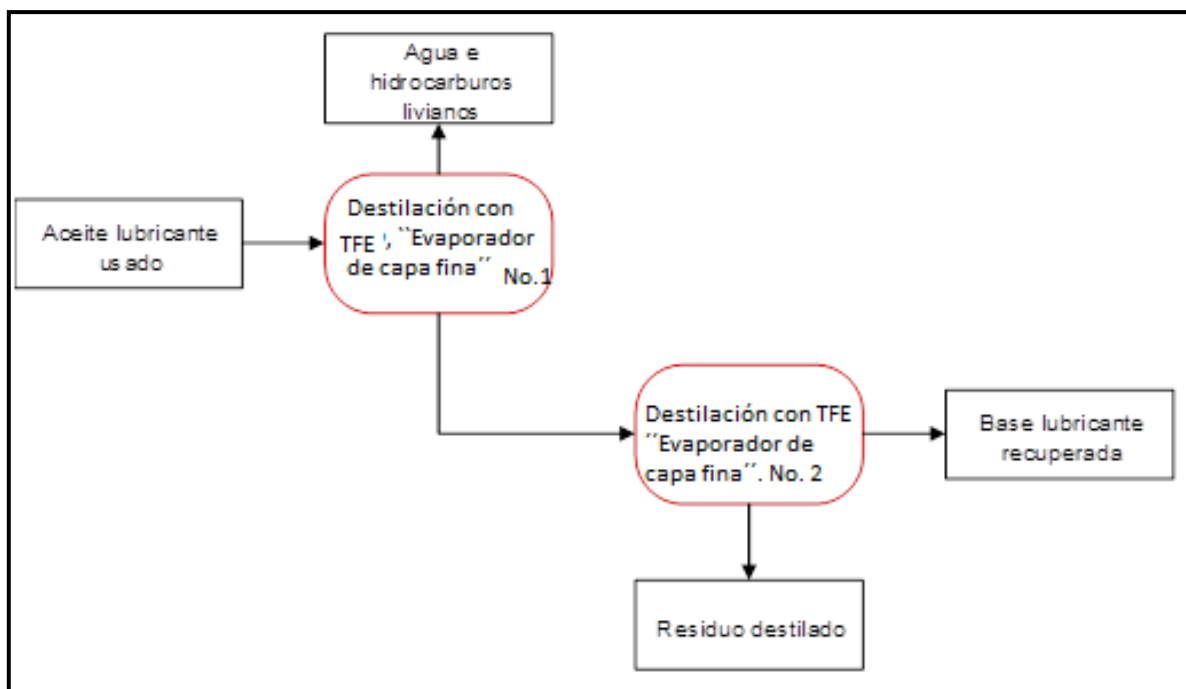 Agua e
hidrocarburos
livianos
Aceite lubricante
usado
Destilación con
TFE ', ``Evaporador
de capa fina´´ No.1
Destilación con TFE
´´Evaporador de
capa fina´´. No. 2
Base lubricante
recuperada
Residuo destilado